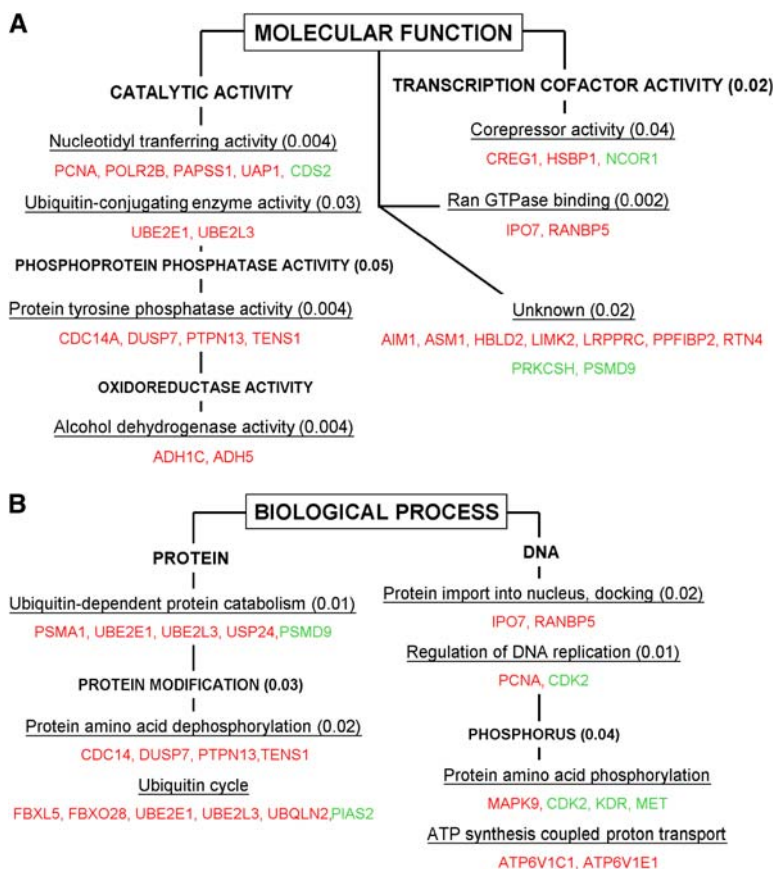 A
MOLECULAR FUNCTION
CATALYTIC ACTIVITY
Nucleotidyl tranferring activity (0.004)
PCNA, POLR2B, PAPSS1, UAP1, CDS2
Ubiquitin-conjugating enzyme activity (0.03)
UBE2E1, UBE2L3
PHOSPHOPROTEIN PHOSPHATASE ACTIVITY (0.05)
Protein tyrosine phosphatase activity (0.004)
CDC14A, DUSP7, PTPN13, TENS1
OXIDOREDUCTASE ACTIVITY
Alcohol dehydrogenase activity (0.004)
ADH1C, ADH5
TRANSCRIPTION COFACTOR ACTIVITY (0.02)
Corepressor activity (0.04)
CREG1, HSBP1, NCOR1
Ran GTPase binding (0.002)
IPO7, RANBP5
Unknown (0.02)
AIM1, ASM1, HBLD2, LIMK2, LRPPRC, PPFIBP2, RTN4
PRKCSH, PSMD9
B
BIOLOGICAL PROCESS
PROTEIN
Ubiquitin-dependent protein catabolism (0.01)
PSMA1, UBE2E1, UBE2L3, USP24,PSMD9
PROTEIN MODIFICATION (0.03)
Protein amino acid dephosphorylation (0.02)
CDC14, DUSP7, PTPN13,TENS1
Ubiquitin cycle
FBXL5, FBXO28, UBE2E1, UBE2L3, UBQLN2,PIAS2
DNA
Protein import into nucleus, docking (0.02)
IPO7, RANBP5
Regulation of DNA replication (0.01)
PCNA, CDK2
PHOSPHORUS (0.04)
Protein amino acid phosphorylation
MAPK9, CDK2, KDR, MET
ATP synthesis coupled proton transport
ATP6V1C1, ATP6V1E1